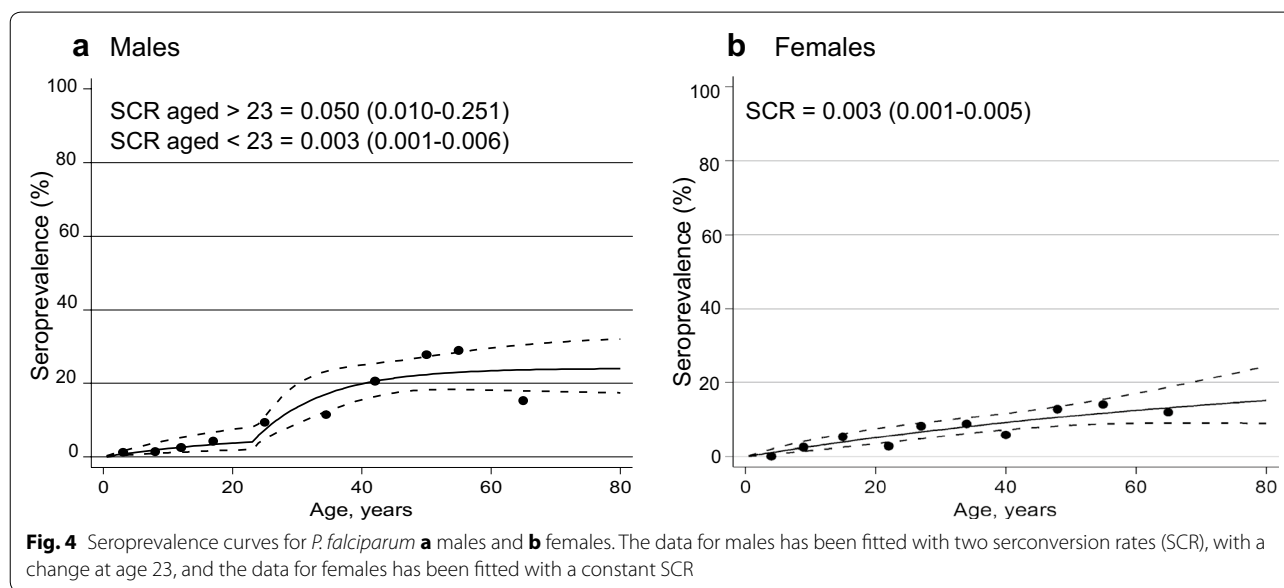 a Males
SCR aged > 23 = 0.050 (0.010-0.251)
SCR aged < 23 = 0.003 (0.001-0.006)
Seroprevalence (%)
100
80
60
40
20
0
0 20 40 60 80
Age, years
b Females
SCR = 0.003 (0.001-0.005)
Seroprevalence (%)
100
80
60
40
20
0
0 20 40 60 80
Age, years
Fig. 4 Seroprevalence curves for P. falciparum a males and b females. The data for males has been fitted with two serconversion rates (SCR), with a
change at age 23, and the data for females has been fitted with a constant SCR